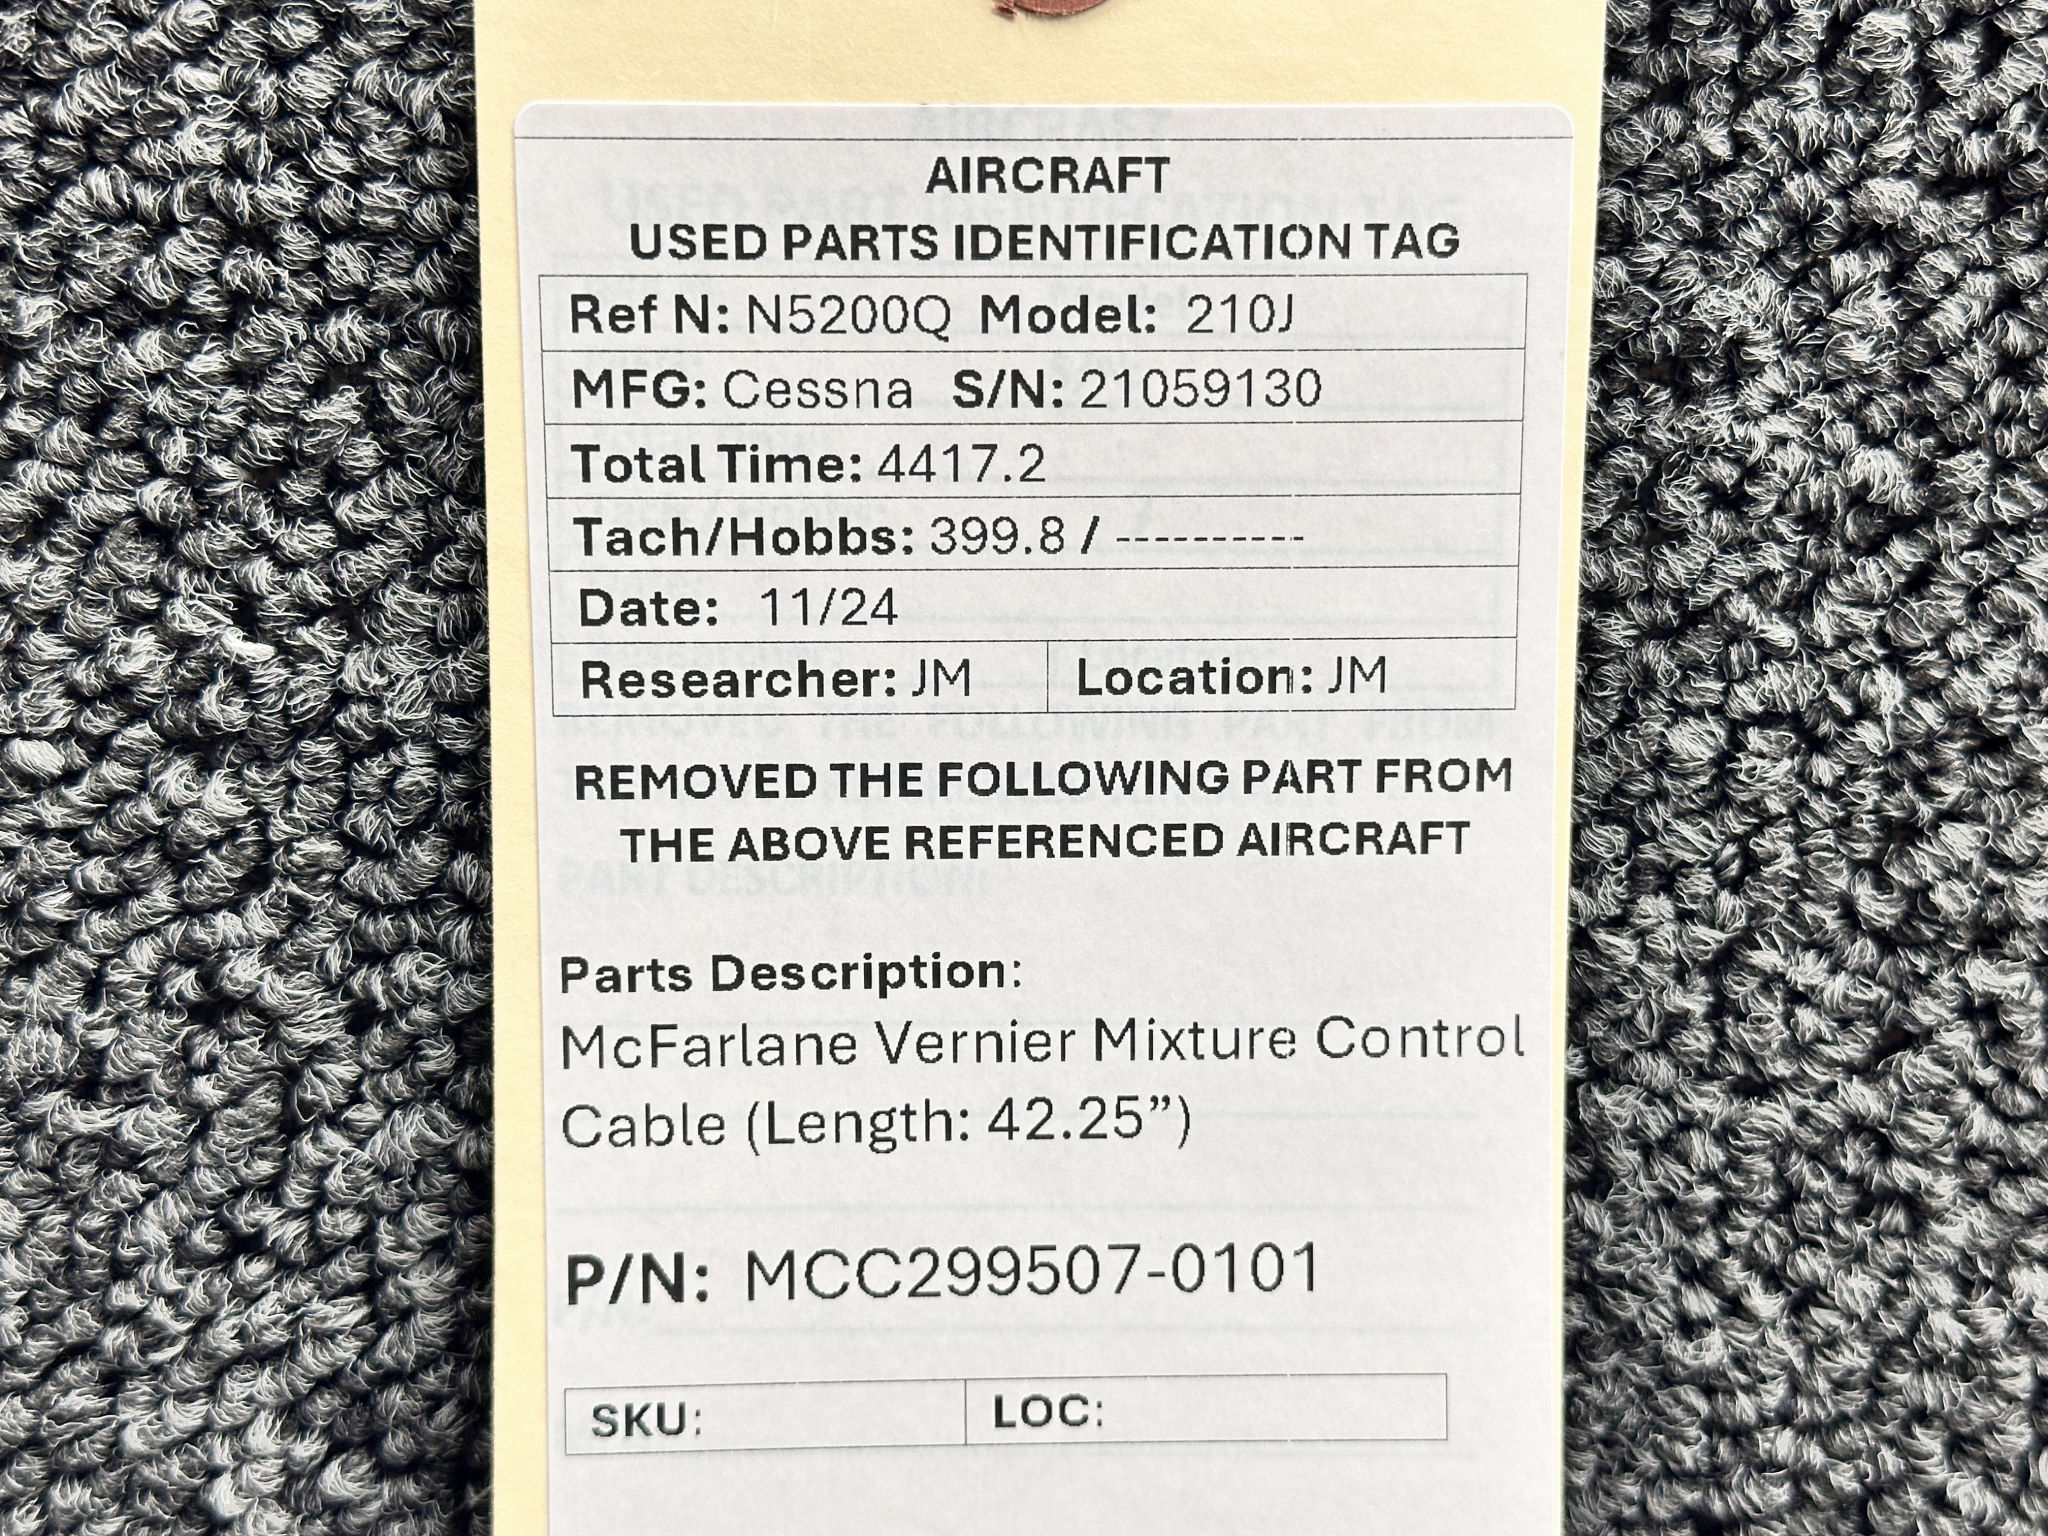 AIRCRAFT
USED PARTS IDENTIFICATION TAG
Ref N: N5200Q Model: 210J
MFG: Cessna S/N: 21059130
Total Time: 4417.2
Tach/Hobbs: 399.8 / ----------
Date: 11/24
Researcher: JM Location: JM
REMOVED THE FOLLOWING PART FROM
THE ABOVE REFERENCED AIRCRAFT
Parts Description:
McFarlane Vernier Mixture Control
Cable (Length: 42.25”)
P/N: MCC299507-0101
SKU: LOC: